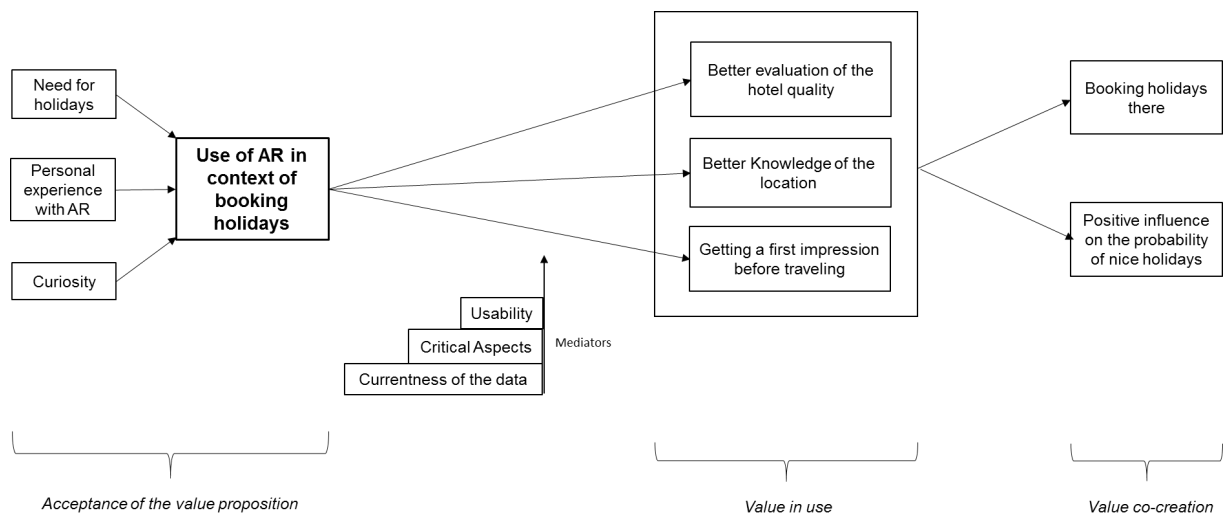 Need for
holidays
Personal
experience
with AR
Curiosity
Use of AR in
context of
booking
holidays
Usability
Critical Aspects
Currentness of the data
Mediators
Better evaluation of the
hotel quality
Better Knowledge of the
location
Getting a first impression
before traveling
Booking holidays
there
Positive influence
on the probability
of nice holidays
Acceptance of the value proposition
Value in use
Value co-creation